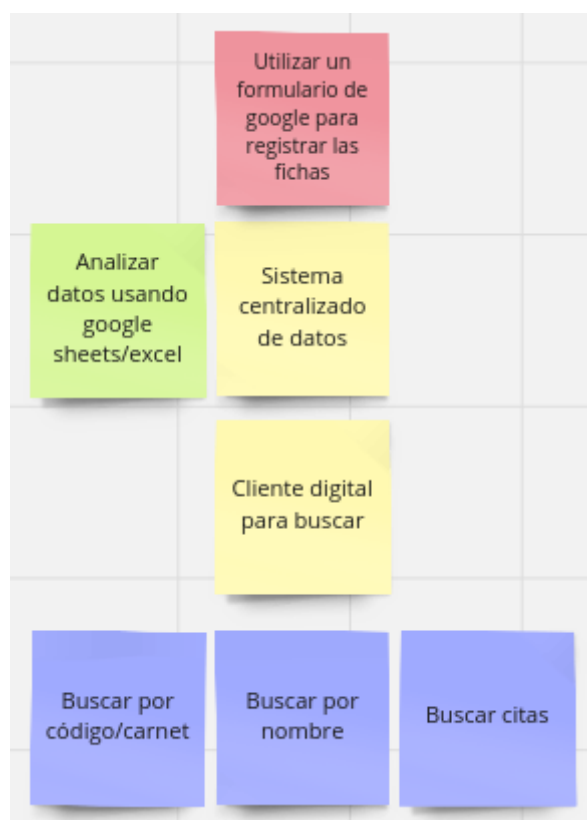 Utilizar un
formulario de
google para
registrar las
fichas
Analizar
datos usando
google
sheets/excel
Sistema
centralizado
de datos
Cliente digital
para buscar
Buscar por
código/carnet
Buscar por
nombre
Buscar citas